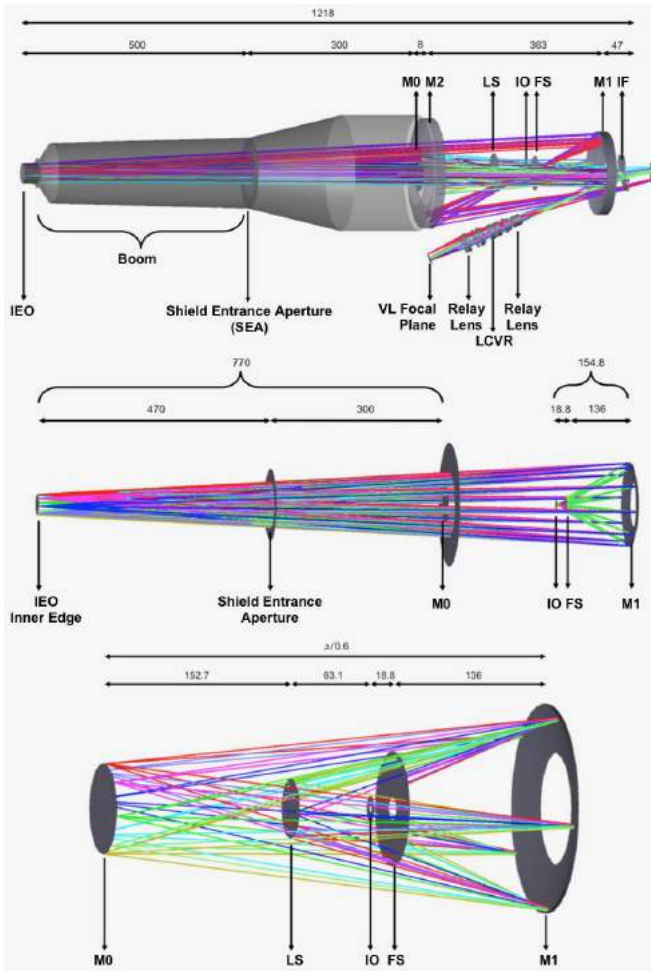 1218
500 300 8 363 47
M0 M2 LS IO FS M1 IF
Boom
IEO Shield Entrance Aperture VL Focal Relay Relay
(SEA) Plane Lens Lens
LCVR
770 154.8
470 300 18.8 136
IEO Shield Entrance M0 IO FS M1
Inner Edge Aperture
152.7 63.1 18.8 136
M0 LS IO FS M1